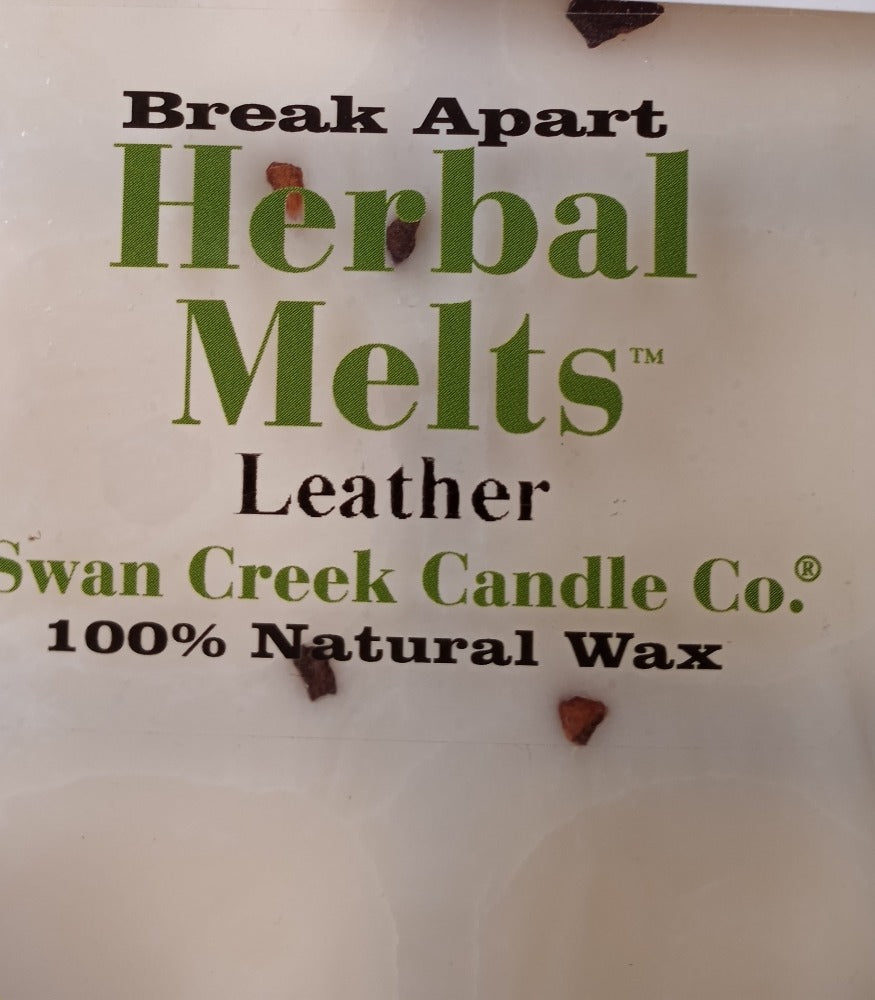 Break Apart
Herbal
Melts™
Leather
Swan Creek Candle Co.®
100% Natural Wax